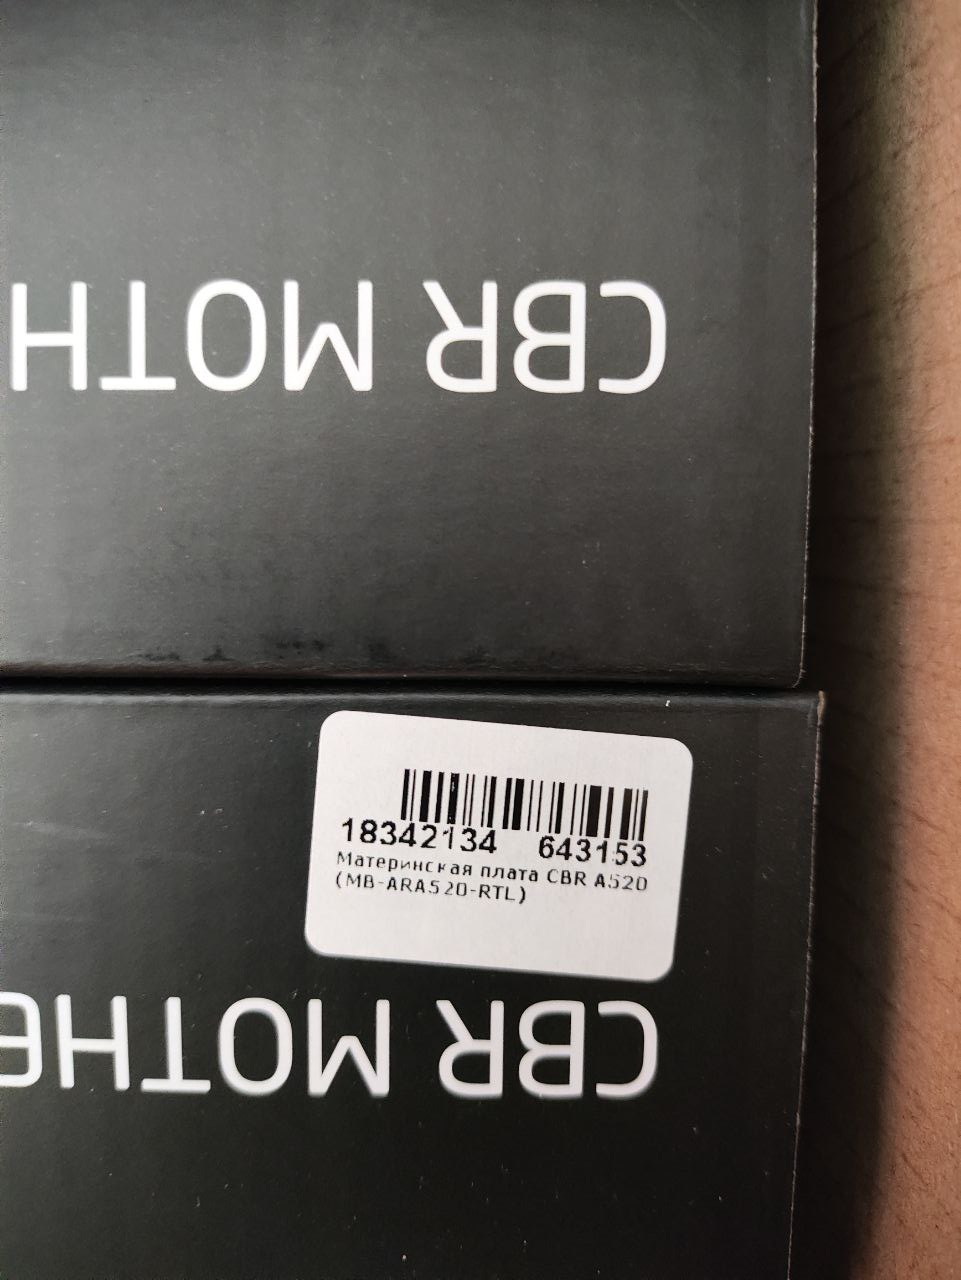 CBR MOTH
18342134 643153
Материнская плата CBR A520
(MB-ARA520-RTL)
CBR MOTHE